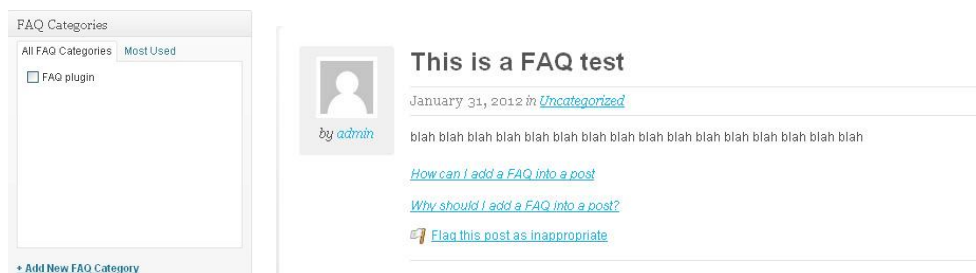 FAQ Categories
All FAQ Categories Most Used
FAQ plugin
+ Add New FAQ Category
by admin
This is a FAQ test
January 31, 2012 in Uncategorized
blah blah blah blah blah blah blah blah blah blah blah blah blah blah blah blah
How can I add a FAQ into a post
Why should I add a FAQ into a post?
Flag this post as inappropriate